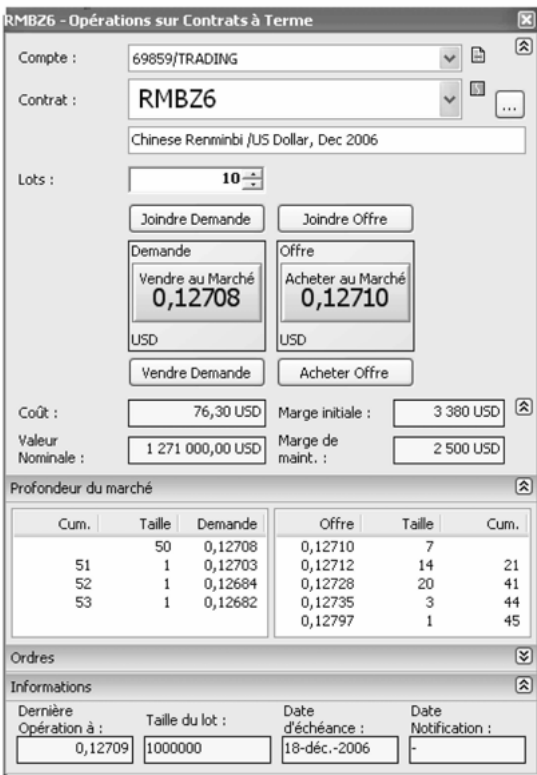 RMBZ6 - Opérations sur Contrats à Terme
Compte : 69859/TRADING
Contrat : RMBZ6 ...
Chinese Renminbi /US Dollar, Dec 2006
Lots : 10
Joindre Demande Joindre Offre
Demande Offre
Vendre au Marché Acheter au Marché
0,12708 0,12710
USD USD
Vendre Demande Acheter Offre
Coût : 76,30 USD Marge initiale : 3 380 USD
Valeur Nominale : 1 271 000,00 USD Marge de maint. : 2 500 USD
Profondeur du marché
Cum. Taille Demande Offre Taille Cum.
50 0,12708 0,12710 7
51 1 0,12703 0,12712 14 21
52 1 0,12684 0,12728 20 41
53 1 0,12682 0,12735 3 44
0,12797 1 45
Ordres
Informations
Dernière Opération à : Taille du lot : Date d'échéance : Date Notification :
0,12709 1000000 18-déc.-2006 -